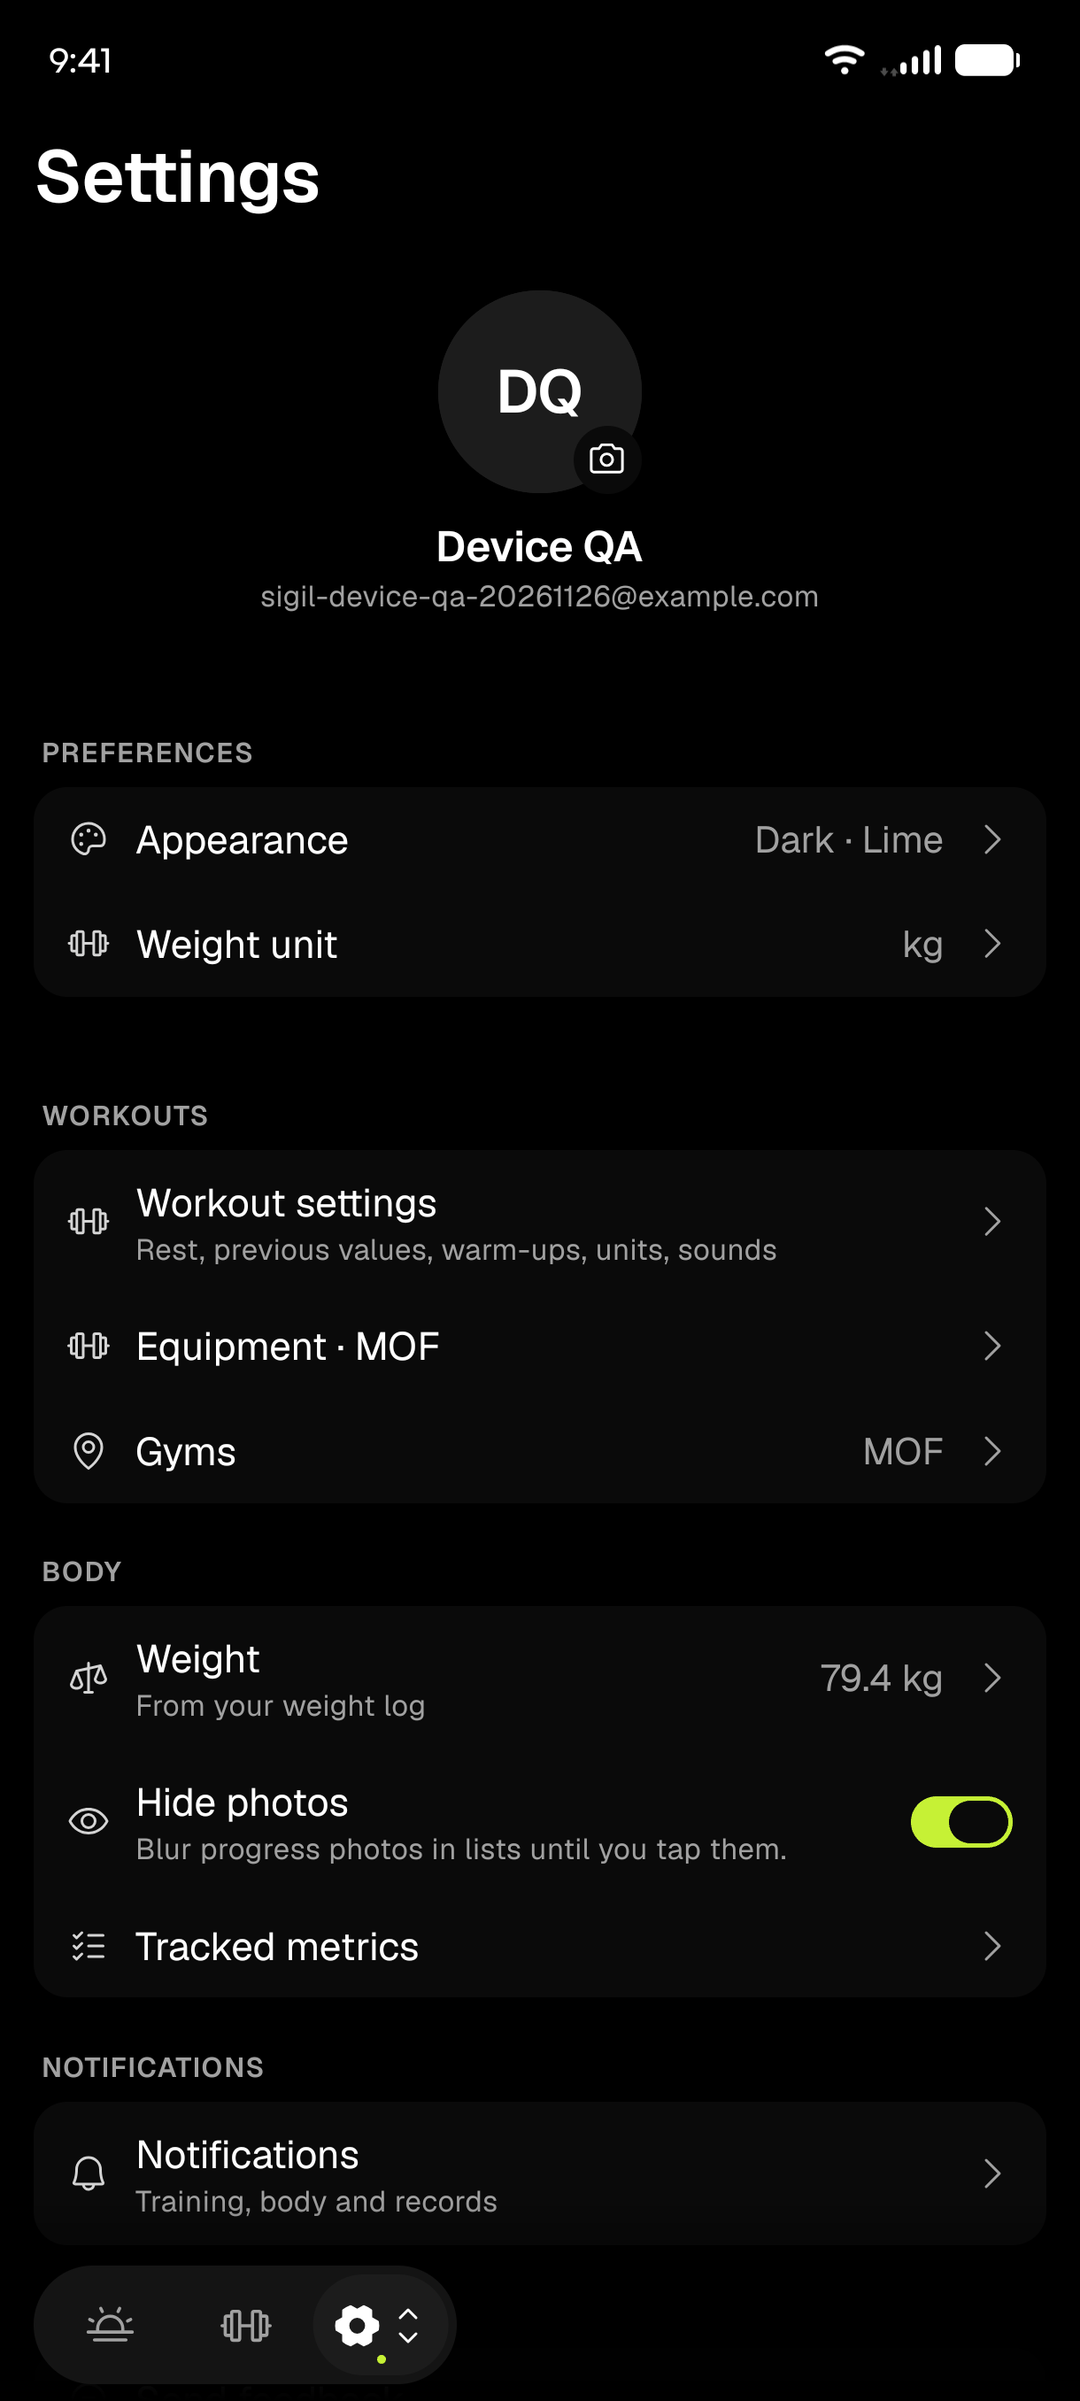 9:41
Settings
DQ
Device QA
sigil-device-qa-20261126@example.com
PREFERENCES
Appearance
Dark · Lime
Weight unit
kg
WORKOUTS
Workout settings
Rest, previous values, warm-ups, units, sounds
Equipment · MOF
Gyms
MOF
BODY
Weight
From your weight log
79.4 kg
Hide photos
Blur progress photos in lists until you tap them.
Tracked metrics
NOTIFICATIONS
Notifications
Training, body and records